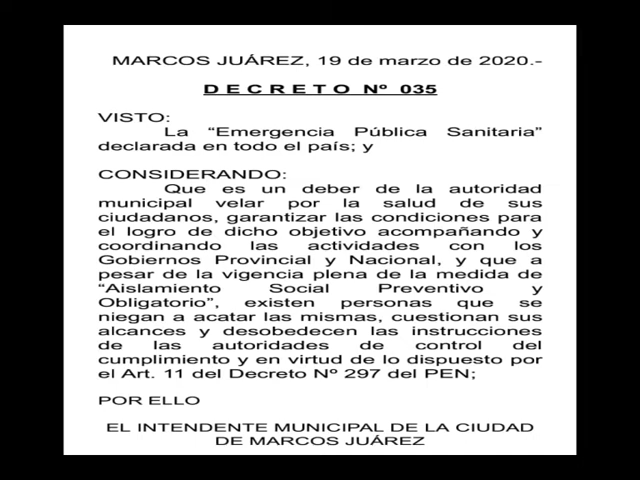 MARCOS JUÁREZ, 19 de marzo de 2020.-
D E C R E T O Nº 035
VISTO:
La “Emergencia Pública Sanitaria”
declarada en todo el país; y
CONSIDERANDO:
Que es un deber de la autoridad
municipal velar por la salud de sus
ciudadanos, garantizar las condiciones para
el logro de dicho objetivo acompañando y
coordinando las actividades con los
Gobiernos Provincial y Nacional, y que a
pesar de la vigencia plena de la medida de
“Aislamiento Social Preventivo y
Obligatorio”, existen personas que se
niegan a acatar las mismas, cuestionan sus
alcances y desobedecen las instrucciones
de las autoridades de control del
cumplimiento y en virtud de lo dispuesto por
el Art. 11 del Decreto Nº 297 del PEN;
POR ELLO
EL INTENDENTE MUNICIPAL DE LA CIUDAD
DE MARCOS JUÁREZ